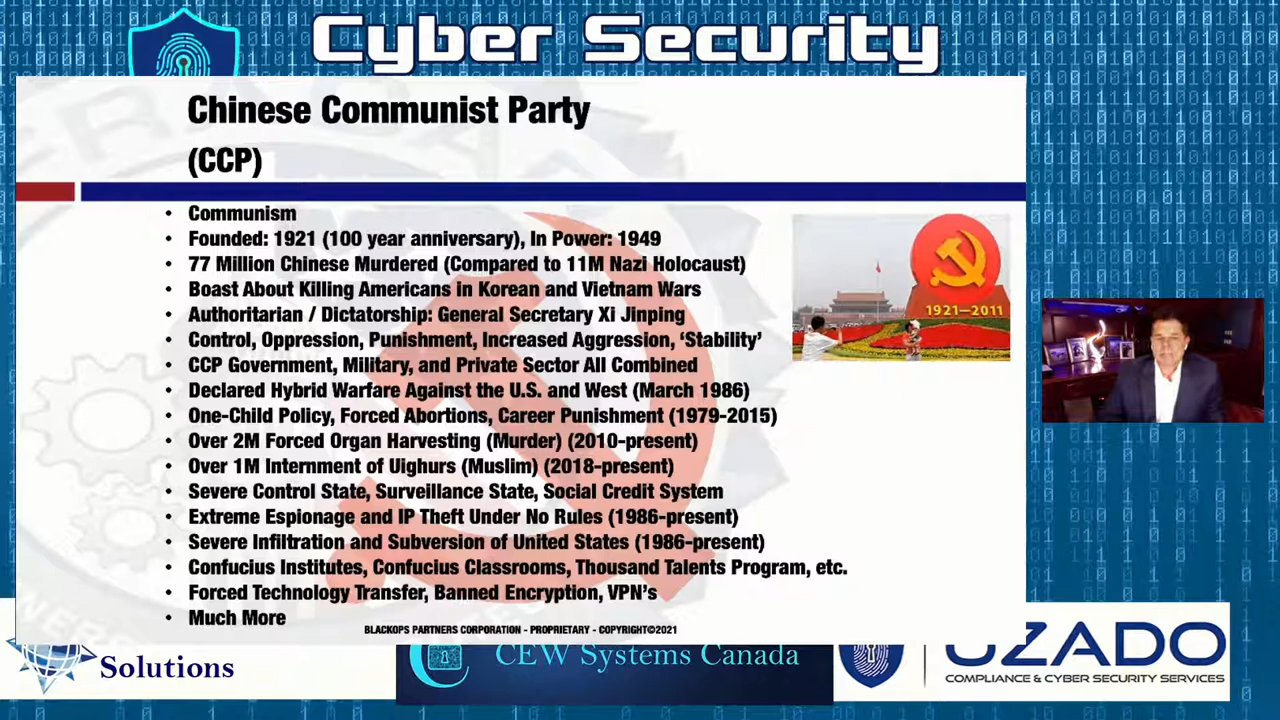 Cyber Security
Chinese Communist Party
(CCP)
• Communism
• Founded: 1921 (100 year anniversary), In Power: 1949
• 77 Million Chinese Murdered (Compared to 11M Nazi Holocaust)
• Boast About Killing Americans in Korean and Vietnam Wars
• Authoritarian / Dictatorship: General Secretary Xi Jinping
• Control, Oppression, Punishment, Increased Aggression, ‘Stability’
• CCP Government, Military, and Private Sector All Combined
• Declared Hybrid Warfare Against the U.S. and West (March 1986)
• One-Child Policy, Forced Abortions, Career Punishment (1979-2015)
• Over 2M Forced Organ Harvesting (Murder) (2010-present)
• Over 1M Internment of Uighurs (Muslim) (2018-present)
• Severe Control State, Surveillance State, Social Credit System
• Extreme Espionage and IP Theft Under No Rules (1986-present)
• Severe Infiltration and Subversion of United States (1986-present)
• Confucius Institutes, Confucius Classrooms, Thousand Talents Program, etc.
• Forced Technology Transfer, Banned Encryption, VPN’s
• Much More
1921—2011
BLACKOPS PARTNERS CORPORATION - PROPRIETARY - COPYRIGHT©2021
Solutions
CEW Systems Canada
UZADO
COMPLIANCE & CYBER SECURITY SERVICES